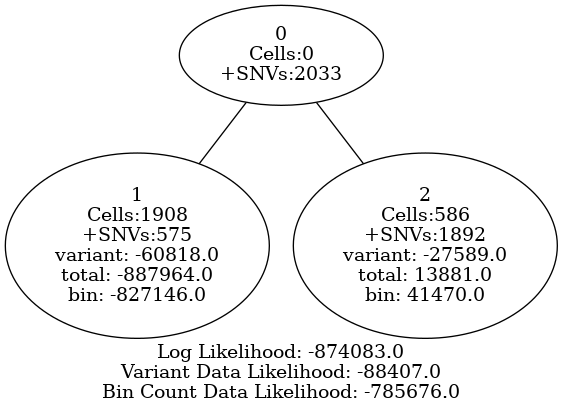 0
Cells:0
+SNVs:2033
1
Cells:1908
+SNVs:575
variant: -60818.0
total: -887964.0
bin: -827146.0
2
Cells:586
+SNVs:1892
variant: -27589.0
total: 13881.0
bin: 41470.0
Log Likelihood: -874083.0
Variant Data Likelihood: -88407.0
Bin Count Data Likelihood: -785676.0